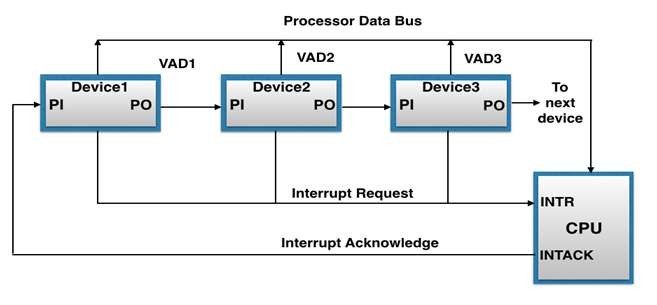 Processor Data Bus
VAD1
VAD2
VAD3
Device1
PI PO
Device2
PI PO
Device3
PI PO
To
next
device
Interrupt Request
INTR
CPU
Interrupt Acknowledge
INTACK